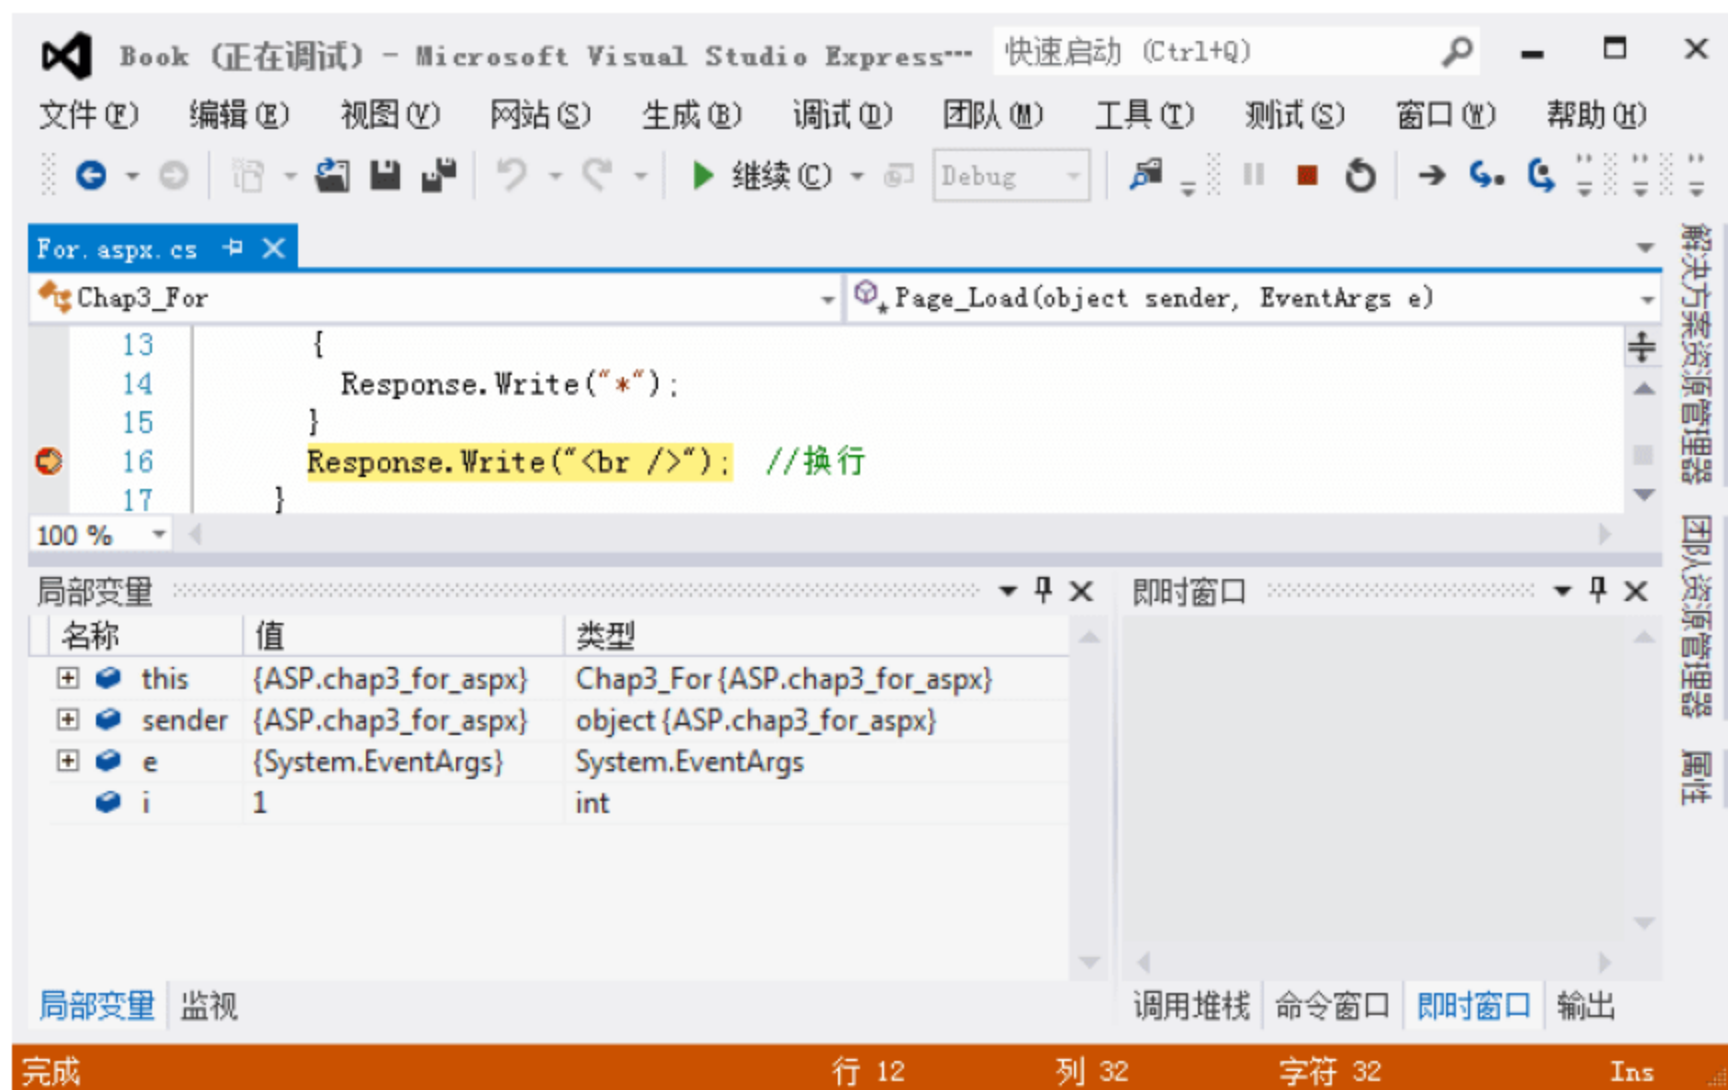 Book (正在调试) - Microsoft Visual Studio Express… 快速启动 (Ctrl+Q)
文件(F) 编辑(E) 视图(V) 网站(S) 生成(B) 调试(D) 团队(M) 工具(T) 测试(S) 窗口(W) 帮助(H)
继续(C) Debug
For.aspx.cs
Chap3_For Page_Load(object sender, EventArgs e)
13 {
14 Response.Write("*");
15 }
16 Response.Write("<br />"); //换行
17 }
100 %
局部变量
名称 值 类型
this {ASP.chap3_for_aspx} Chap3_For {ASP.chap3_for_aspx}
sender {ASP.chap3_for_aspx} object {ASP.chap3_for_aspx}
e {System.EventArgs} System.EventArgs
i 1 int
局部变量 监视
即时窗口
调用堆栈 命令窗口 即时窗口 输出
解决方案资源管理器
团队资源管理器
属性
完成 行 12 列 32 字符 32 Ins